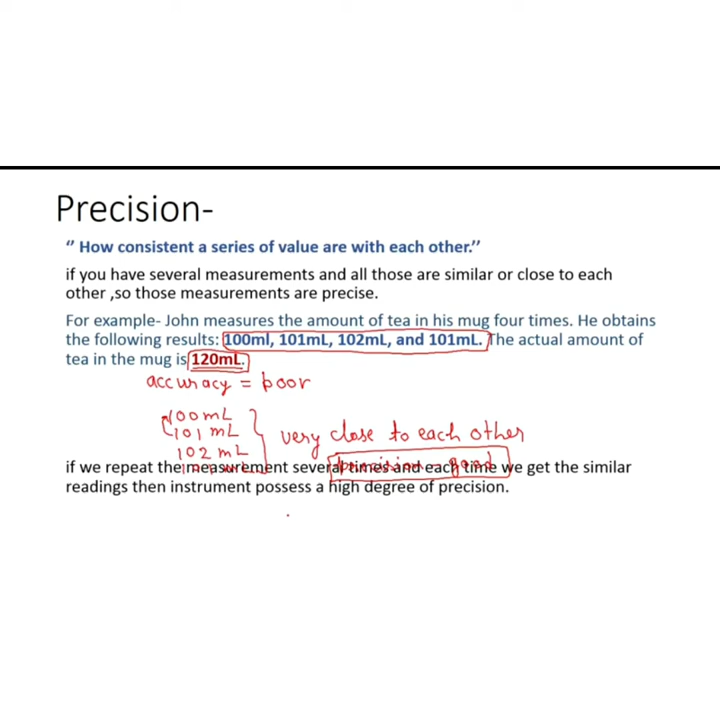 Precision-
“ How consistent a series of value are with each other.”
if you have several measurements and all those are similar or close to each
other ,so those measurements are precise.
For example- John measures the amount of tea in his mug four times. He obtains
the following results: 100ml, 101mL, 102mL, and 101mL. The actual amount of
tea in the mug is 120mL.
accuracy = poor
100 mL
101 mL
very close to each other
102 mL
precision good
if we repeat the measurement several times and each time we get the similar
readings then instrument possess a high degree of precision.